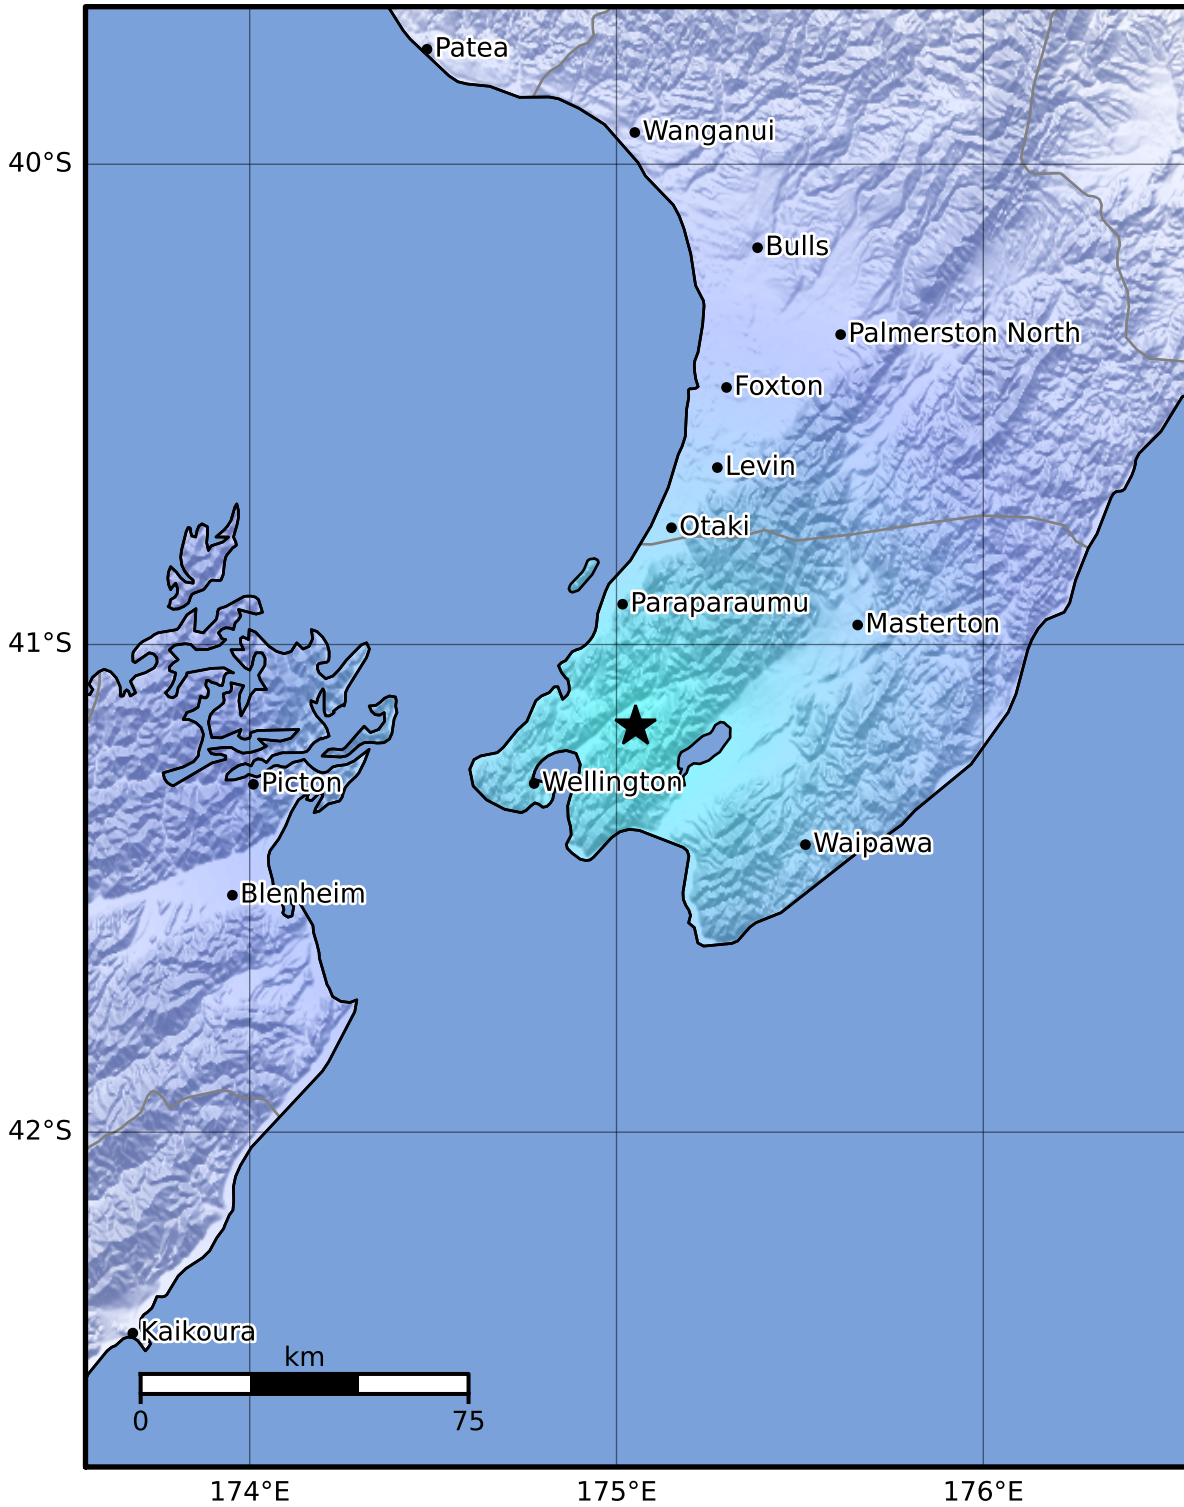 Patea
Wanganui
40°S
Bulls
Palmerston North
Foxton
Levin
Otaki
Paraparaumu
Masterton
41°S
Picton
Wellington
Waipawa
Blenheim
42°S
Kaikoura
km
0
75
174°E
175°E
176°E